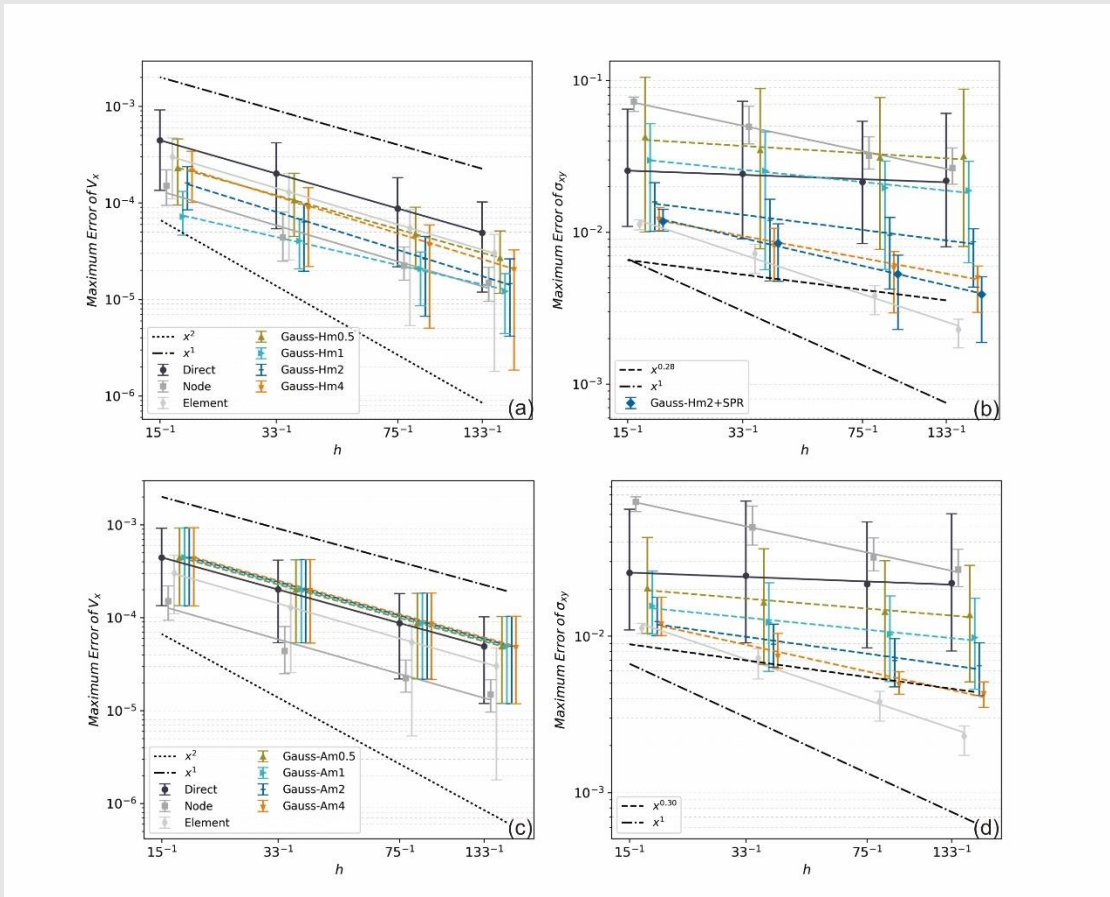 10⁻³
10⁻⁴
10⁻⁵
10⁻⁶
Maximum Error of Vₓ
x²
x¹
Direct
Node
Element
Gauss-Hm0.5
Gauss-Hm1
Gauss-Hm2
Gauss-Hm4
(a)
15⁻¹ 33⁻¹ 75⁻¹ 133⁻¹
h
10⁻¹
10⁻²
10⁻³
Maximum Error of σxy
x⁰·²⁸
x¹
Gauss-Hm2+SPR
(b)
15⁻¹ 33⁻¹ 75⁻¹ 133⁻¹
h
10⁻³
10⁻⁴
10⁻⁵
10⁻⁶
Maximum Error of Vₓ
x²
x¹
Direct
Node
Element
Gauss-Am0.5
Gauss-Am1
Gauss-Am2
Gauss-Am4
(c)
15⁻¹ 33⁻¹ 75⁻¹ 133⁻¹
h
10⁻²
10⁻³
Maximum Error of σxy
x⁰·³⁰
x¹
(d)
15⁻¹ 33⁻¹ 75⁻¹ 133⁻¹
h